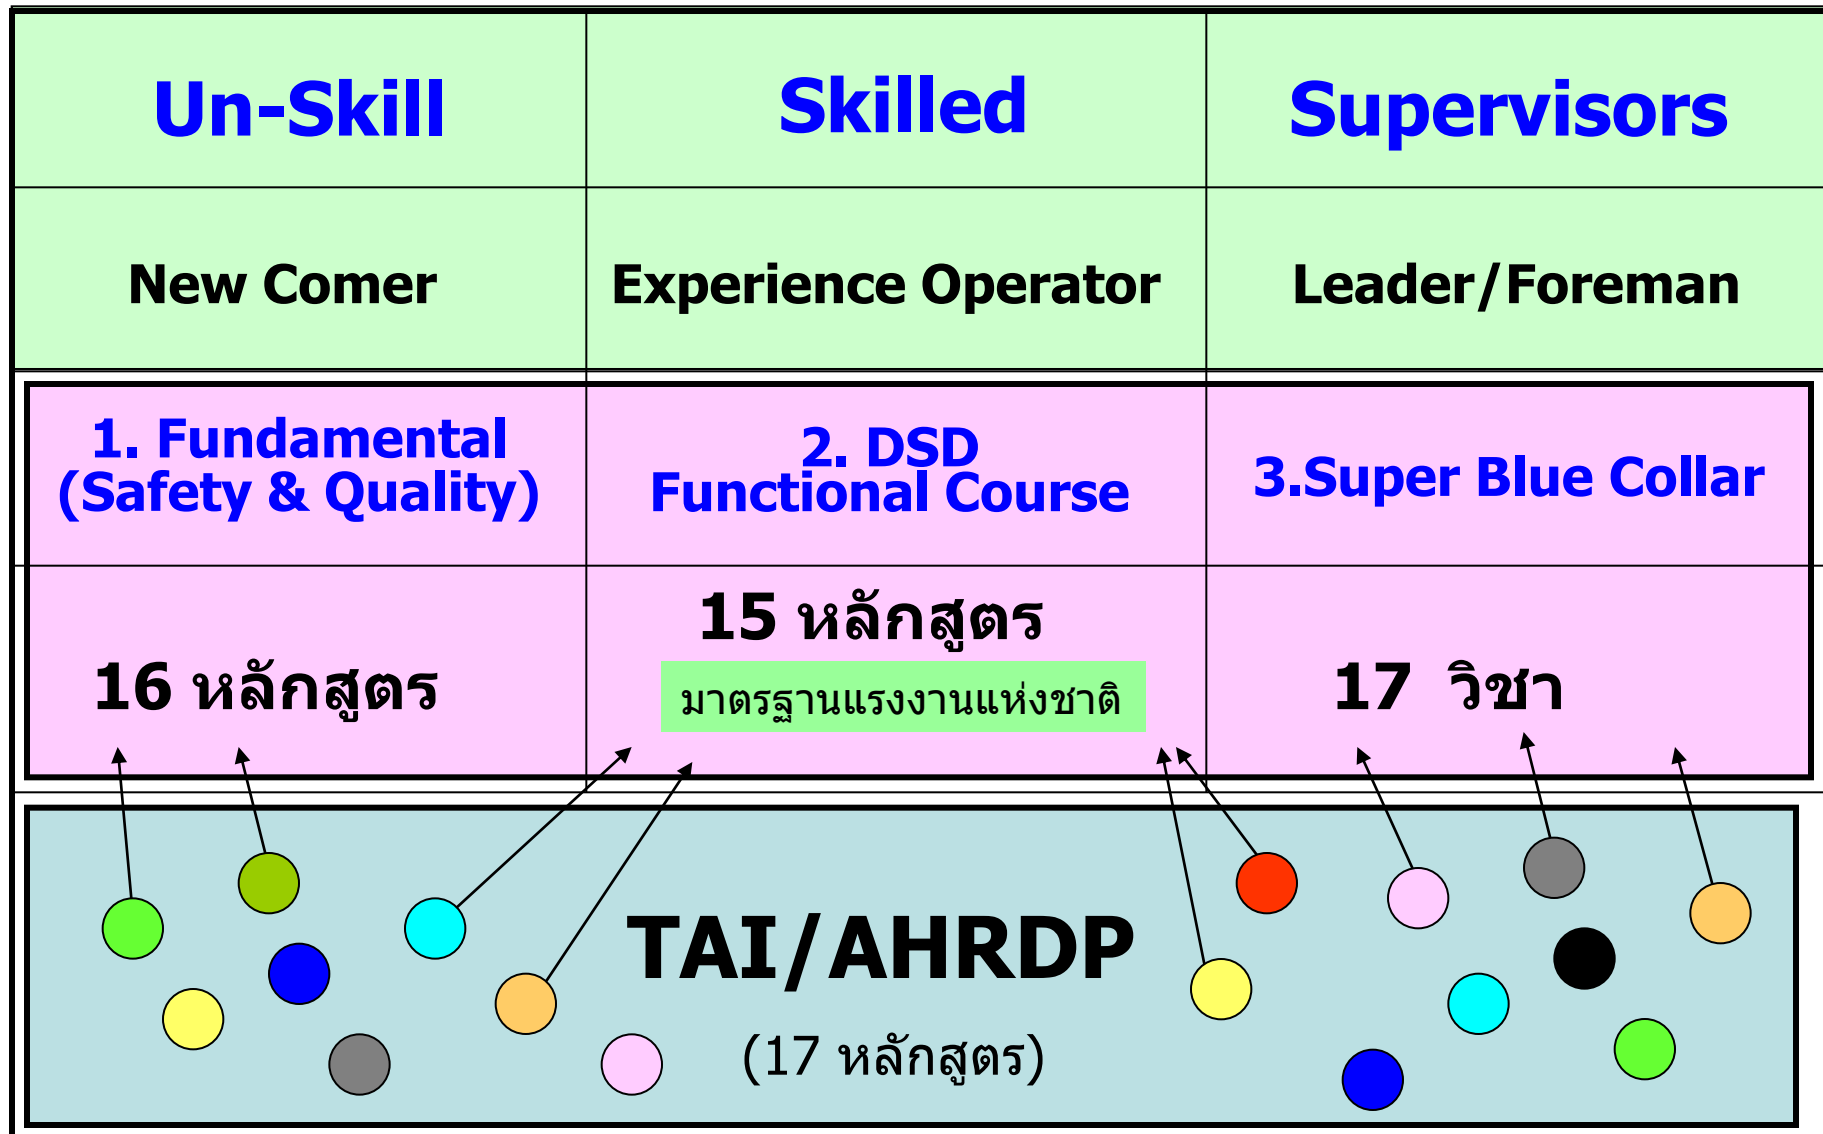 Un-Skill
Skilled
Supervisors
New Comer
Experience Operator
Leader/Foreman
1. Fundamental
(Safety & Quality)
2. DSD
Functional Course
3.Super Blue Collar
16 หลักสูตร
15 หลักสูตร
มาตรฐานแรงงานแห่งชาติ
17 วิชา
TAI/AHRDP
(17 หลักสูตร)